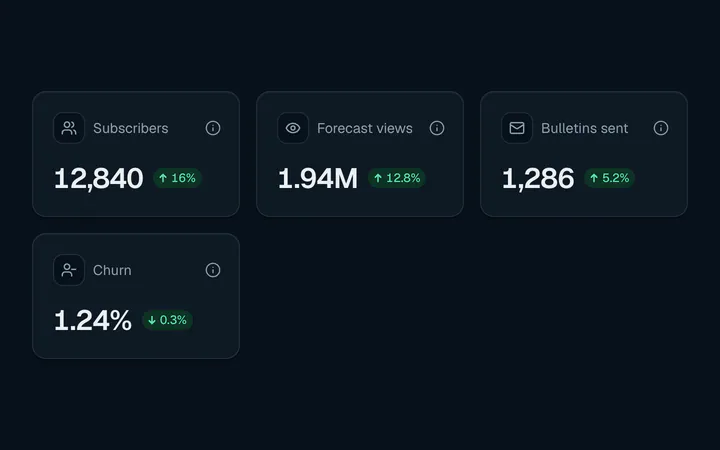 Subscribers
12,840 ↑ 16%
Forecast views
1.94M ↑ 12.8%
Bulletins sent
1,286 ↑ 5.2%
Churn
1.24% ↓ 0.3%